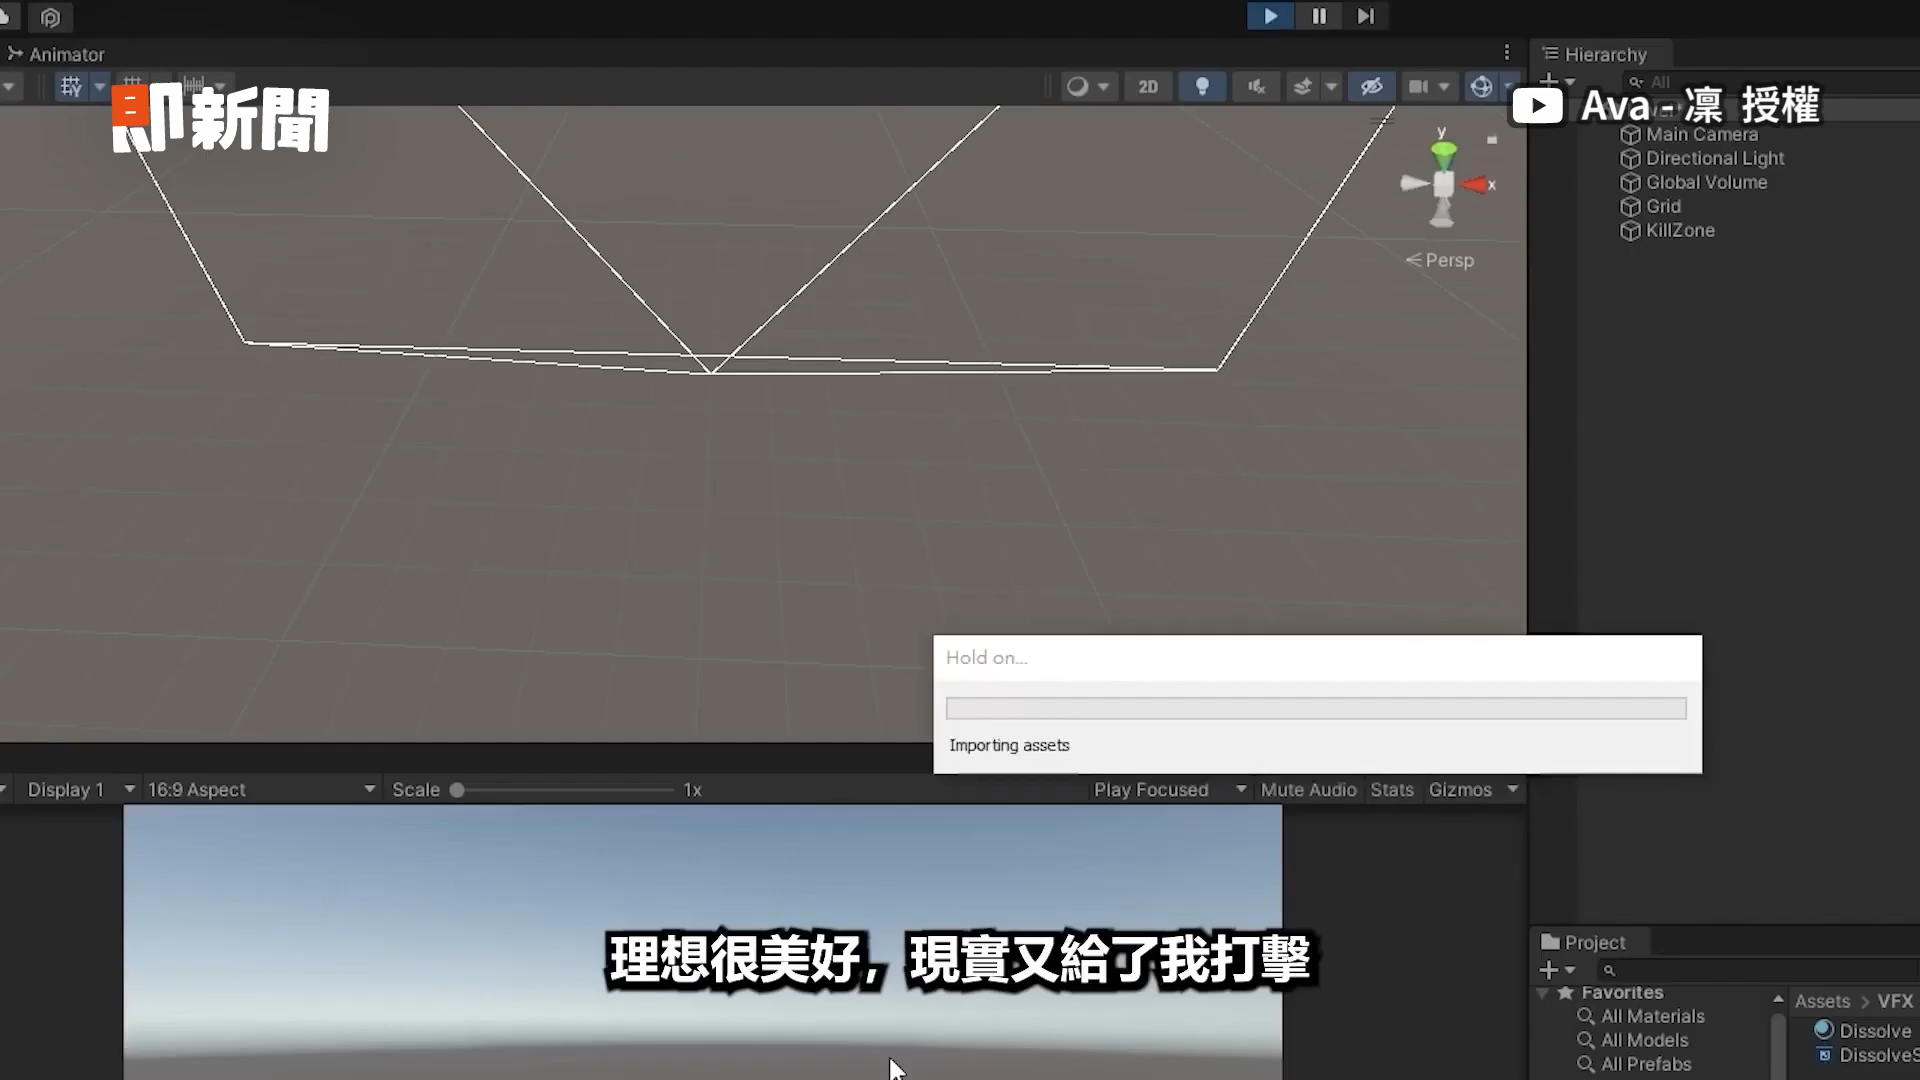 Animator
即新聞
2D
Hierarchy
All
Ava - 凜 授權
Main Camera
Directional Light
Global Volume
Grid
KillZone
y
x
Persp
Hold on...
Importing assets
Display 1
16:9 Aspect
Scale
1x
Play Focused
Mute Audio
Stats
Gizmos
理想很美好，現實又給了我打擊
Project
Favorites
All Materials
All Models
All Prefabs
Assets > VFX
Dissolve
DissolveS